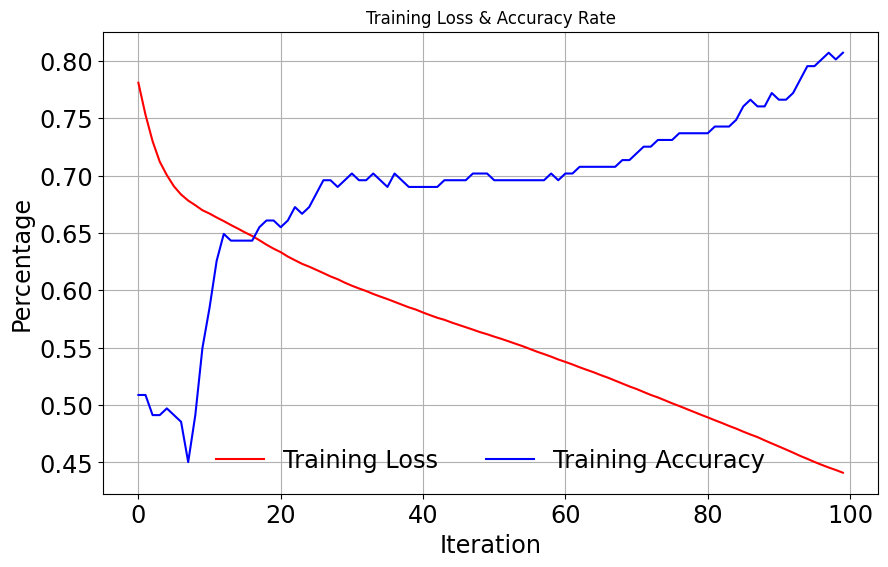 Training Loss & Accuracy Rate
Percentage
0.80
0.75
0.70
0.65
0.60
0.55
0.50
0.45
Training Loss Training Accuracy
0 20 40 60 80 100
Iteration